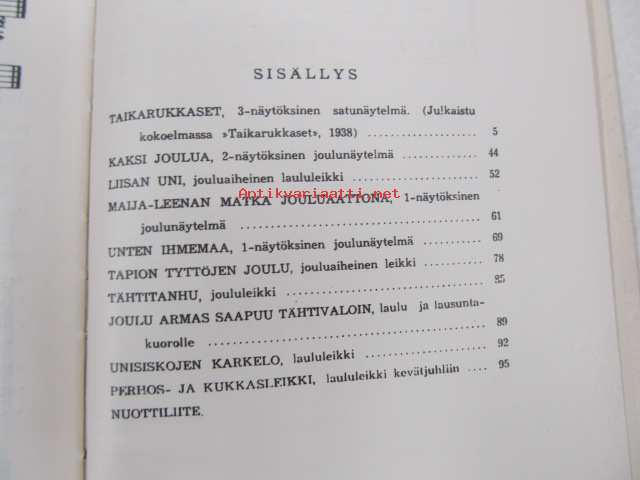 SISÄLLYS
TAIKARUKKASET, 3-näytöksinen satunäytelmä. (Julkaistu
kokoelmassa »Taikarukkaset», 1938) .................... 5
KAKSI JOULUA, 2-näytöksinen joulunäytelmä ............... 44
LIISAN UNI, jouluaiheinen laululeikki .................... 52
Antikvariaatti.net
MAIJA-LEENAN MATKA JOULUAATTONA, 1-näytöksinen
joulunäytelmä .................................... 61
UNTEN IHMEMAA, 1-näytöksinen joulunäytelmä ............ 69
TAPION TYTTÖJEN JOULU, jouluaiheinen leikki ............ 78
TÄHTITANHU, joululeikki ............................ 85
JOULU ARMAS SAAPUU TÄHTIVALOIN, laulu ja lausunta-
kuorolle ........................................ 89
UNISISKOJEN KARKELO, laululeikki .................... 92
PERHOS- JA KUKKASLEIKKI, laululeikki kevätjuhliin .... 95
NUOTTILIITE.